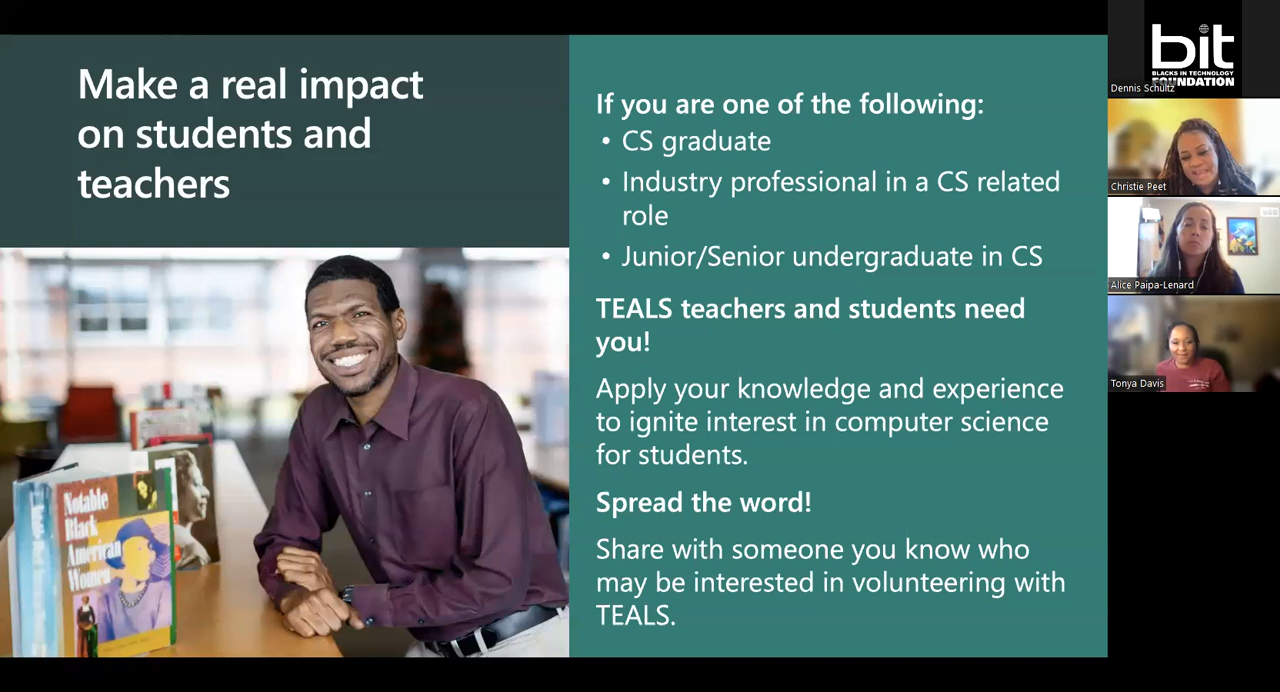 Make a real impact
on students and
teachers
If you are one of the following:
• CS graduate
• Industry professional in a CS related
role
• Junior/Senior undergraduate in CS
TEALS teachers and students need
you!
Apply your knowledge and experience
to ignite interest in computer science
for students.
Spread the word!
Share with someone you know who
may be interested in volunteering with
TEALS.
Notable
Black
American
Women
bit
BLACKS IN TECHNOLOGY
FOUNDATION
Dennis Schultz
Christie Peet
Alice Paipa-Lenard
Tonya Davis